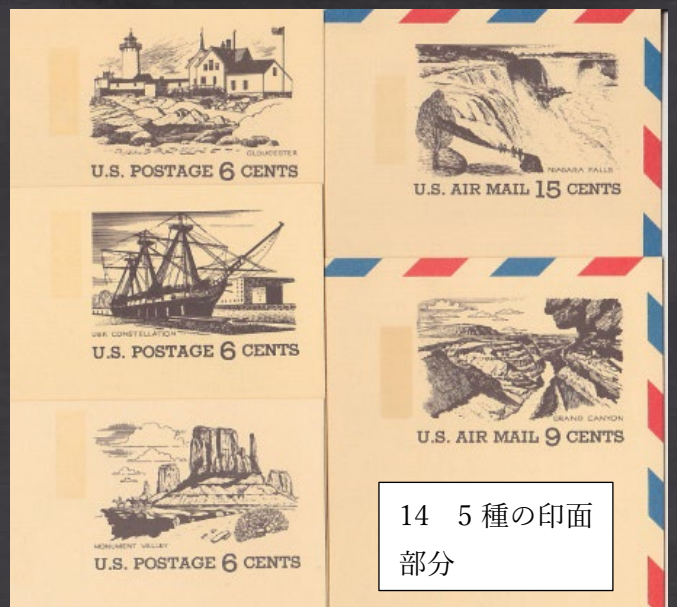 GLOUCESTER
U.S. POSTAGE 6 CENTS
USF CONSTELLATION
U.S. POSTAGE 6 CENTS
MONUMENT VALLEY
U.S. POSTAGE 6 CENTS
NIAGARA FALLS
U.S. AIR MAIL 15 CENTS
GRAND CANYON
U.S. AIR MAIL 9 CENTS
14　5 種の印面
部分